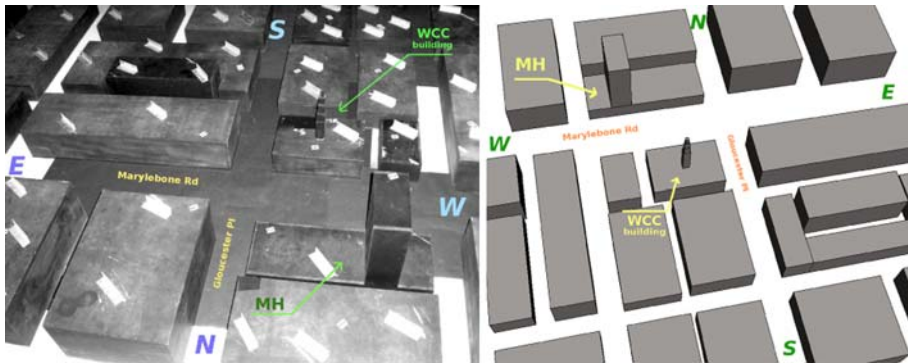 S
WCC
building
E
Marylebone Rd
W
Gloucester Pl
MH
N
N
MH
E
Marylebone Rd
W
Gloucester Pl
WCC
building
S